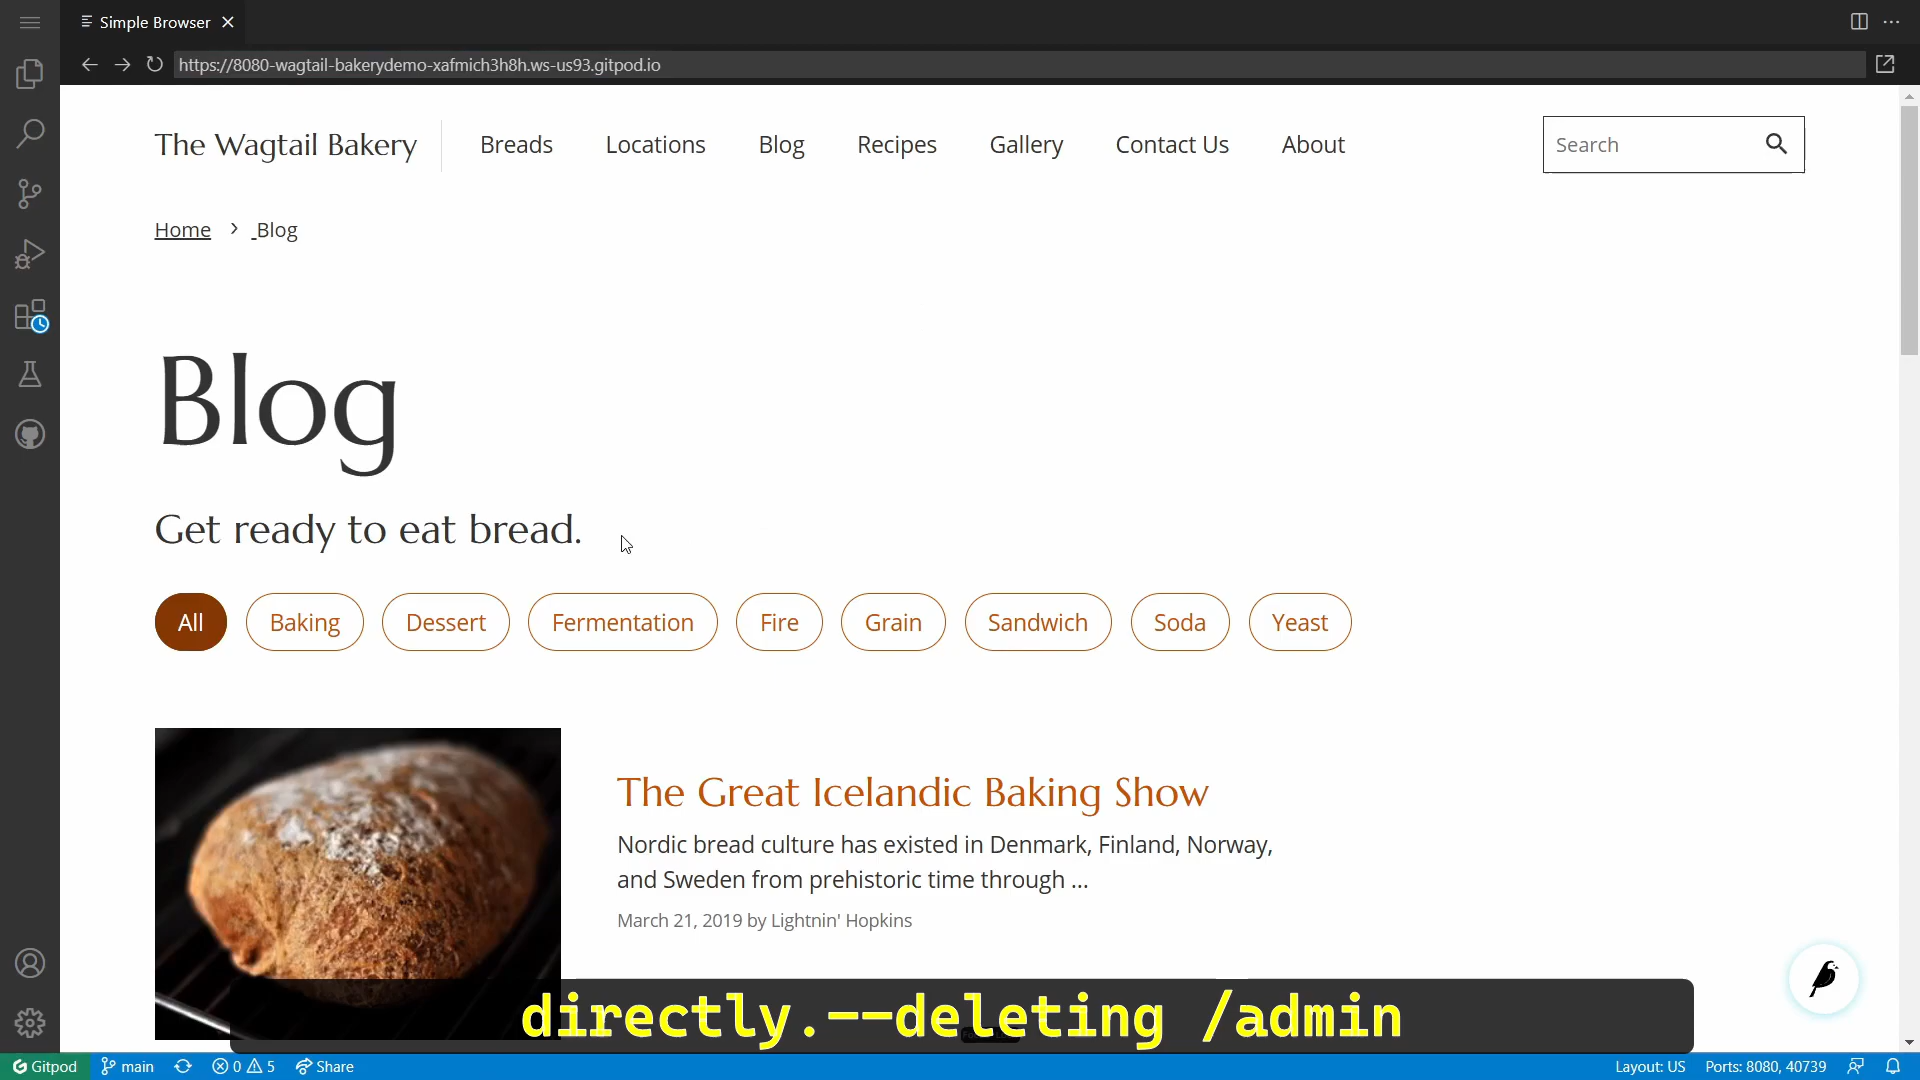 Simple Browser
https://8080-wagtail-bakerydemo-xafmich3h8h.ws-us93.gitpod.io
The Wagtail Bakery
Breads
Locations
Blog
Recipes
Gallery
Contact Us
About
Search
Home > Blog
Blog
Get ready to eat bread.
All
Baking
Dessert
Fermentation
Fire
Grain
Sandwich
Soda
Yeast
The Great Icelandic Baking Show
Nordic bread culture has existed in Denmark, Finland, Norway,
and Sweden from prehistoric time through ...
March 21, 2019 by Lightnin' Hopkins
directly.--deleting /admin
Gitpod
main
0
5
Share
Layout: US
Ports: 8080, 40739